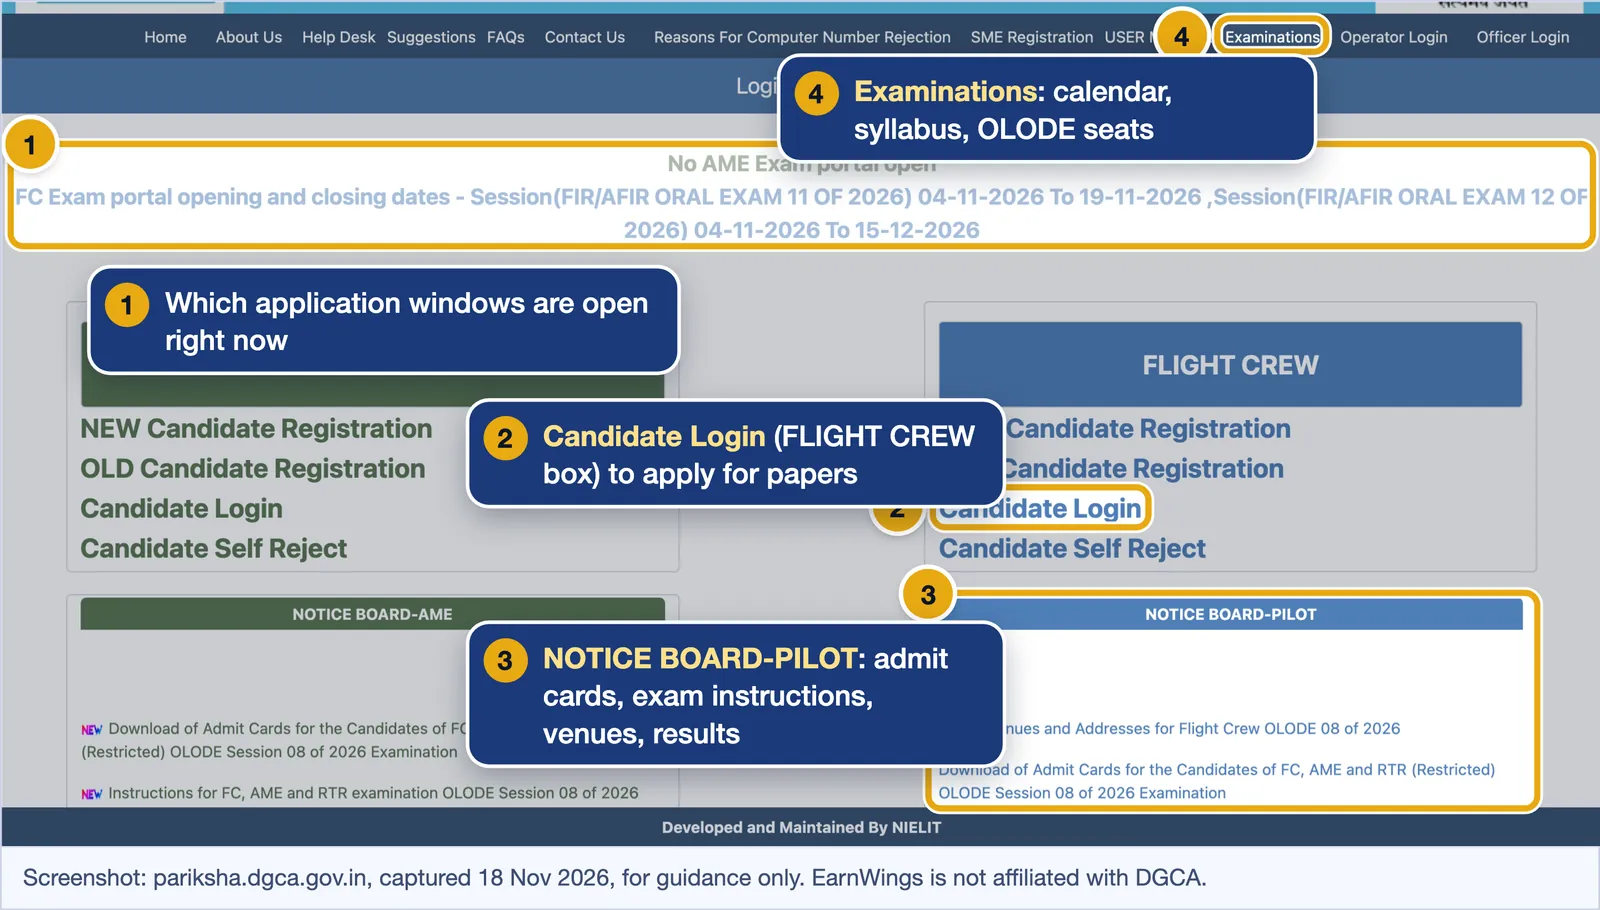 सत्यमेव जयते
Home About Us Help Desk Suggestions FAQs Contact Us Reasons For Computer Number Rejection SME Registration USER 4 Examinations Operator Login Officer Login
4 Examinations: calendar,
syllabus, OLODE seats
1
No AME Exam portal open
FC Exam portal opening and closing dates - Session(FIR/AFIR ORAL EXAM 11 OF 2026) 04-11-2026 To 19-11-2026 ,Session(FIR/AFIR ORAL EXAM 12 OF
2026) 04-11-2026 To 15-12-2026
1 Which application windows are open
right now
NEW Candidate Registration
OLD Candidate Registration
Candidate Login
Candidate Self Reject
FLIGHT CREW
Candidate Registration
Candidate Registration
2 Candidate Login
Candidate Self Reject
2 Candidate Login (FLIGHT CREW
box) to apply for papers
NOTICE BOARD-AME
NEW Download of Admit Cards for the Candidates of FC
(Restricted) OLODE Session 08 of 2026 Examination
NEW Instructions for FC, AME and RTR examination OLODE Session 08 of 2026
3 NOTICE BOARD-PILOT: admit
cards, exam instructions,
venues, results
3
NOTICE BOARD-PILOT
and Addresses for Flight Crew OLODE 08 of 2026
Download of Admit Cards for the Candidates of FC, AME and RTR (Restricted)
OLODE Session 08 of 2026 Examination
Developed and Maintained By NIELIT
Screenshot: pariksha.dgca.gov.in, captured 18 Nov 2026, for guidance only. EarnWings is not affiliated with DGCA.